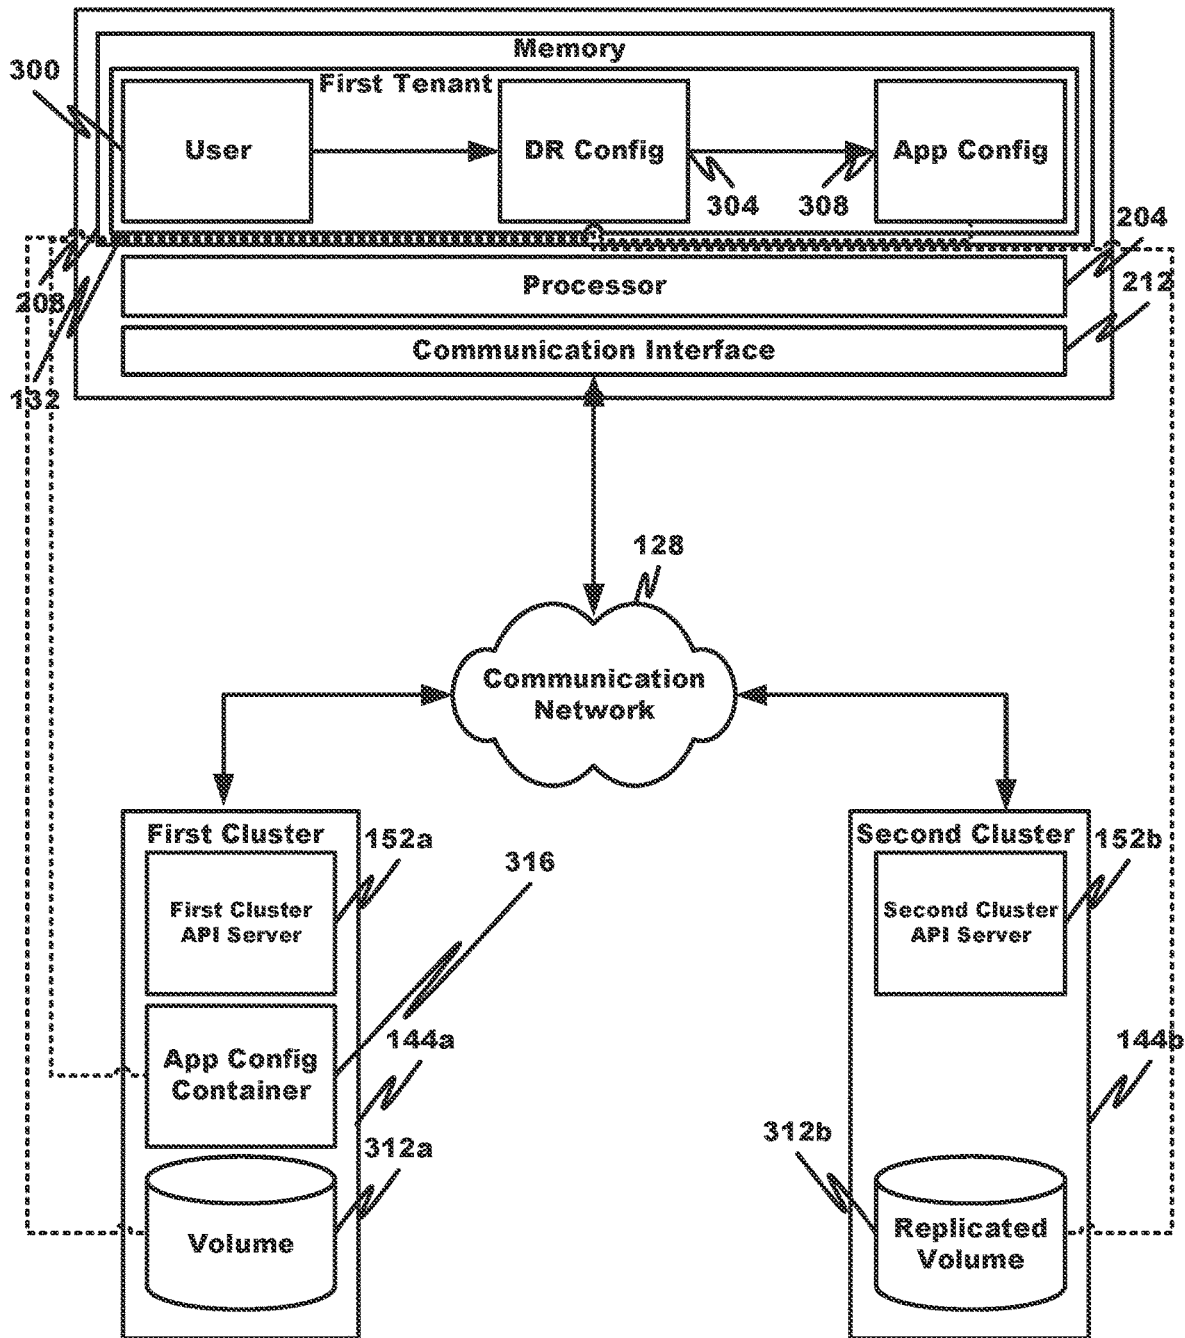 Memory
300
First Tenant
User
DR Config
App Config
304
308
204
208
Processor
212
Communication Interface
132
128
Communication
Network
First Cluster
152a
Second Cluster
152b
316
First Cluster
API Server
Second Cluster
API Server
144a
144b
App Config
Container
312a
312b
Volume
Replicated
Volume